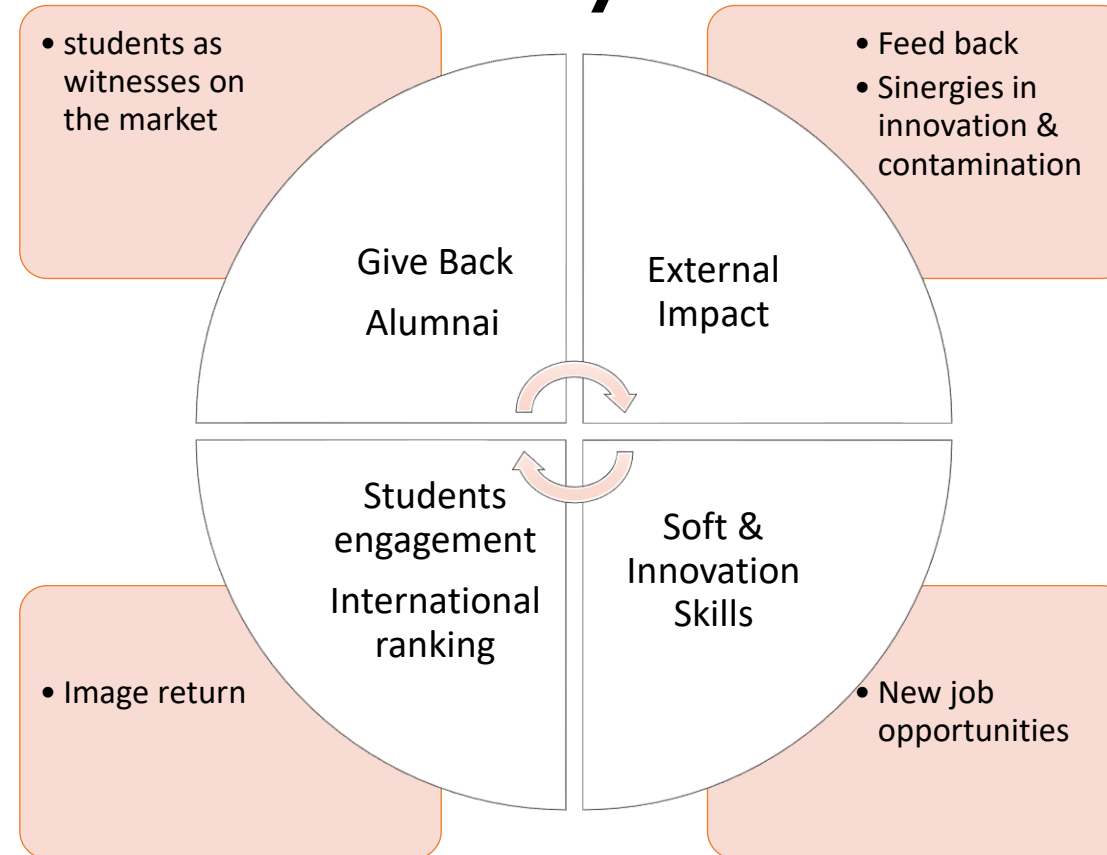 • students as
witnesses on
the market
• Feed back
• Sinergies in
innovation &
contamination
Give Back
Alumnai
External
Impact
Students
engagement
International
ranking
Soft &
Innovation
Skills
• Image return
• New job
opportunities